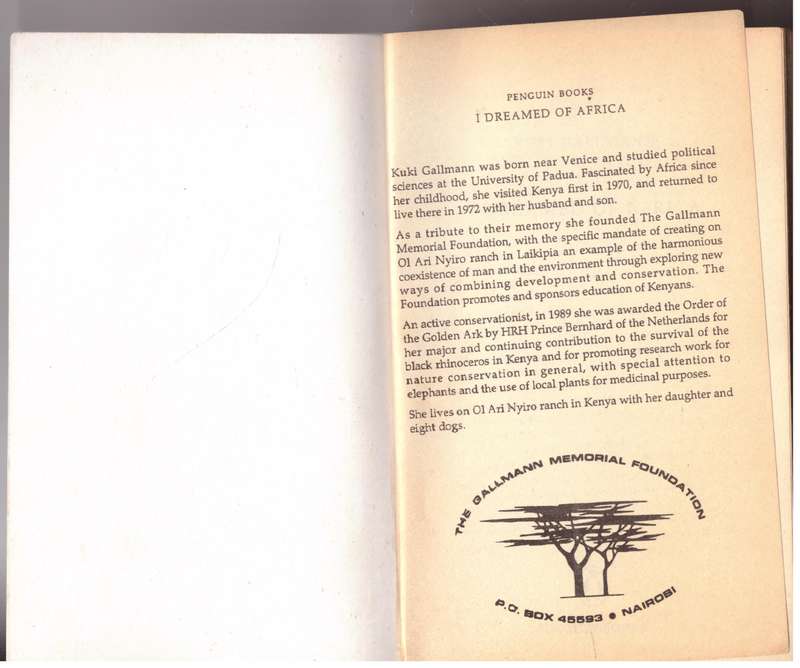 PENGUIN BOOKS
I DREAMED OF AFRICA
Kuki Gallmann was born near Venice and studied political
sciences at the University of Padua. Fascinated by Africa since
her childhood, she visited Kenya first in 1970, and returned to
live there in 1972 with her husband and son.
As a tribute to their memory she founded The Gallmann
Memorial Foundation, with the specific mandate of creating on
Ol Ari Nyiro ranch in Laikipia an example of the harmonious
coexistence of man and the environment through exploring new
ways of combining development and conservation. The
Foundation promotes and sponsors education of Kenyans.
An active conservationist, in 1989 she was awarded the Order of
the Golden Ark by HRH Prince Bernhard of the Netherlands for
her major and continuing contribution to the survival of the
black rhinoceros in Kenya and for promoting research work for
nature conservation in general, with special attention to
elephants and the use of local plants for medicinal purposes.
She lives on Ol Ari Nyiro ranch in Kenya with her daughter and
eight dogs.
THE GALLMANN MEMORIAL FOUNDATION
P.O. BOX 45593 • NAIROBI